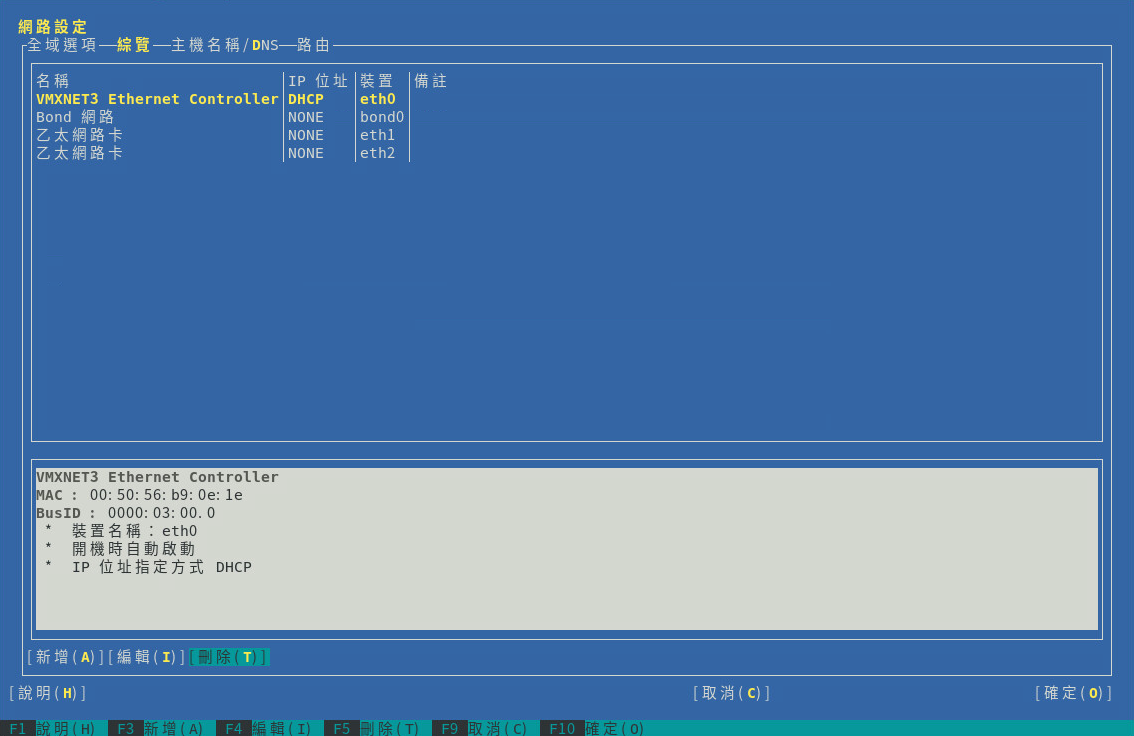 網路設定
全域選項 綜覽 主機名稱/DNS 路由
名稱 IP 位址 裝置 備註
VMXNET3 Ethernet Controller DHCP eth0
Bond 網路 NONE bond0
乙太網路卡 NONE eth1
乙太網路卡 NONE eth2
VMXNET3 Ethernet Controller
MAC : 00:50:56:b9:0e:1e
BusID : 0000:03:00.0
* 裝置名稱：eth0
* 開機時自動啟動
* IP 位址指定方式 DHCP
[新增(A)][編輯(I)][刪除(T)]
[說明(H)] [取消(C)] [確定(O)]
F1 說明(H) F3 新增(A) F4 編輯(I) F5 刪除(T) F9 取消(C) F10 確定(O)